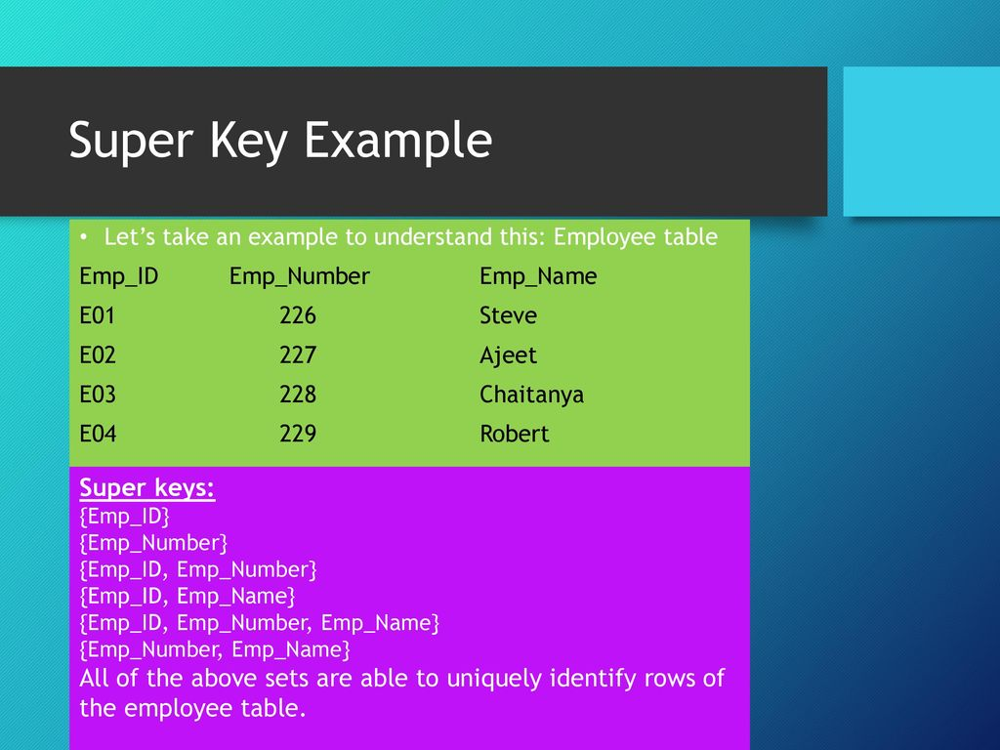 Super Key Example
• Let’s take an example to understand this: Employee table
Emp_ID Emp_Number Emp_Name
E01 226 Steve
E02 227 Ajeet
E03 228 Chaitanya
E04 229 Robert
Super keys:
{Emp_ID}
{Emp_Number}
{Emp_ID, Emp_Number}
{Emp_ID, Emp_Name}
{Emp_ID, Emp_Number, Emp_Name}
{Emp_Number, Emp_Name}
All of the above sets are able to uniquely identify rows of
the employee table.